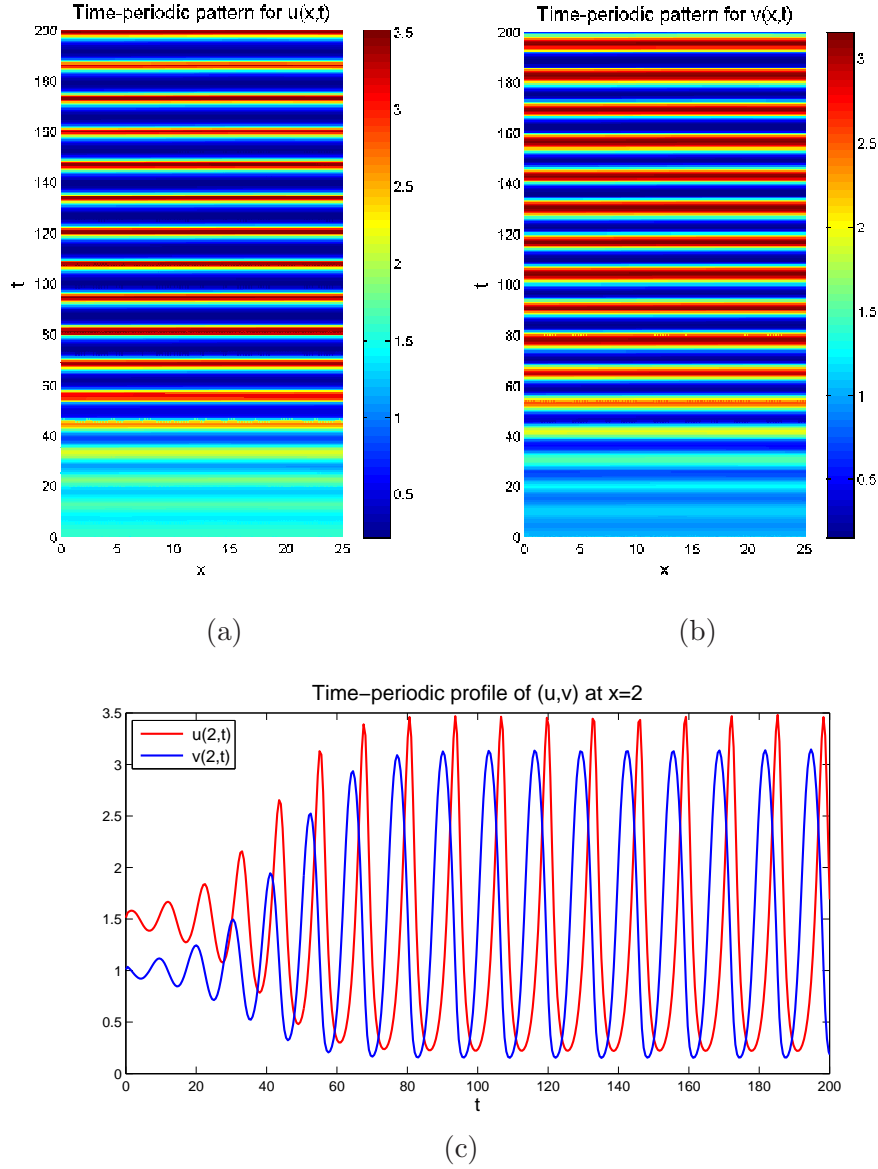 Time-periodic pattern for u(x,t)
200
180
160
140
120
100
80
60
40
20
0
t
0 5 10 15 20 25
x
3.5
3
2.5
2
1.5
1
0.5
(a)
Time-periodic pattern for v(x,t)
200
180
160
140
120
100
80
60
40
20
0
t
0 5 10 15 20 25
x
3
2.5
2
1.5
1
0.5
(b)
Time−periodic profile of (u,v) at x=2
u(2,t)
v(2,t)
3.5
3
2.5
2
1.5
1
0.5
0
0 20 40 60 80 100 120 140 160 180 200
t
(c)